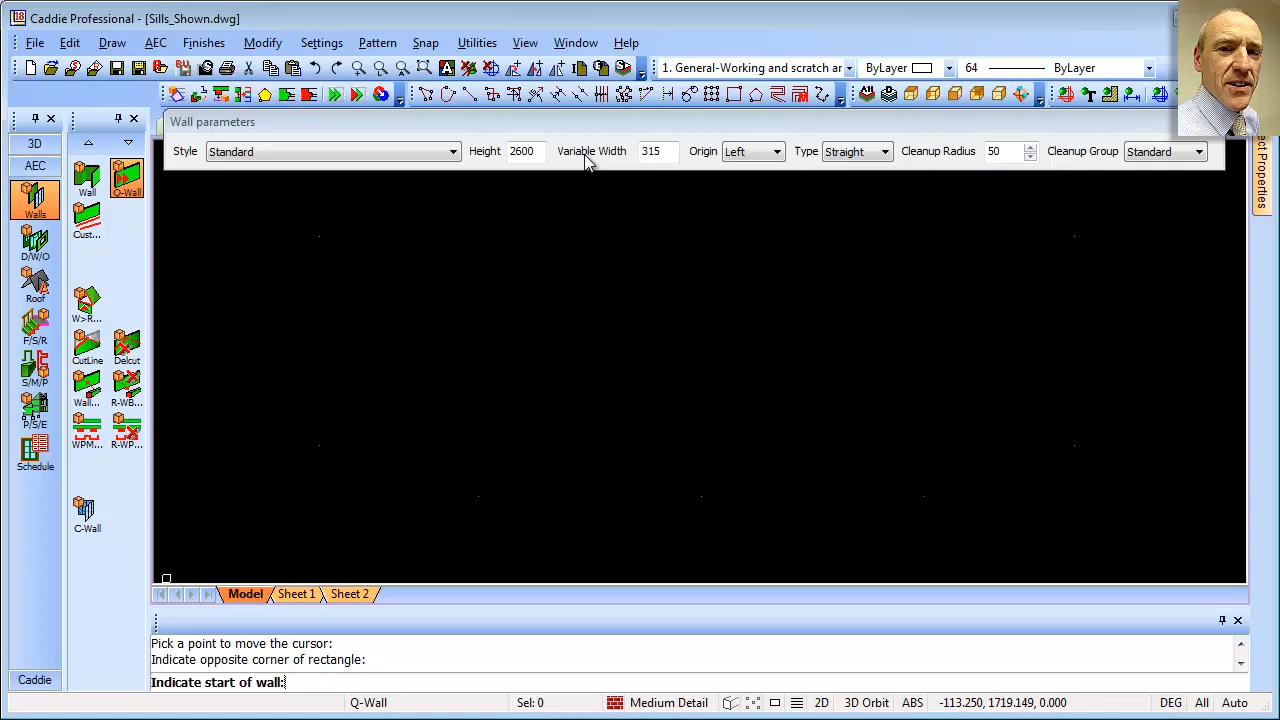 18 Caddie Professional - [Sills_Shown.dwg]
File Edit Draw AEC Finishes Modify Settings Pattern Snap Utilities View Window Help
1. General-Working and scratch ar ByLayer 64 ByLayer
Wall parameters
Style Standard Height 2600 Variable Width 315 Origin Left Type Straight Cleanup Radius 50 Cleanup Group Standard
3D
AEC
Walls
D/W/O
Roof
F/S/R
S/M/P
P/S/E
Schedule
Caddie
Wall Q-Wall
Cust...
W>R...
CutLine Delcut
Wall... R-WB...
WPM... R-WP...
C-Wall
ect Properties
Model Sheet 1 Sheet 2
Pick a point to move the cursor:
Indicate opposite corner of rectangle:
Indicate start of wall:
Q-Wall Sel: 0 Medium Detail 2D 3D Orbit ABS -113.250, 1719.149, 0.000 DEG All Auto